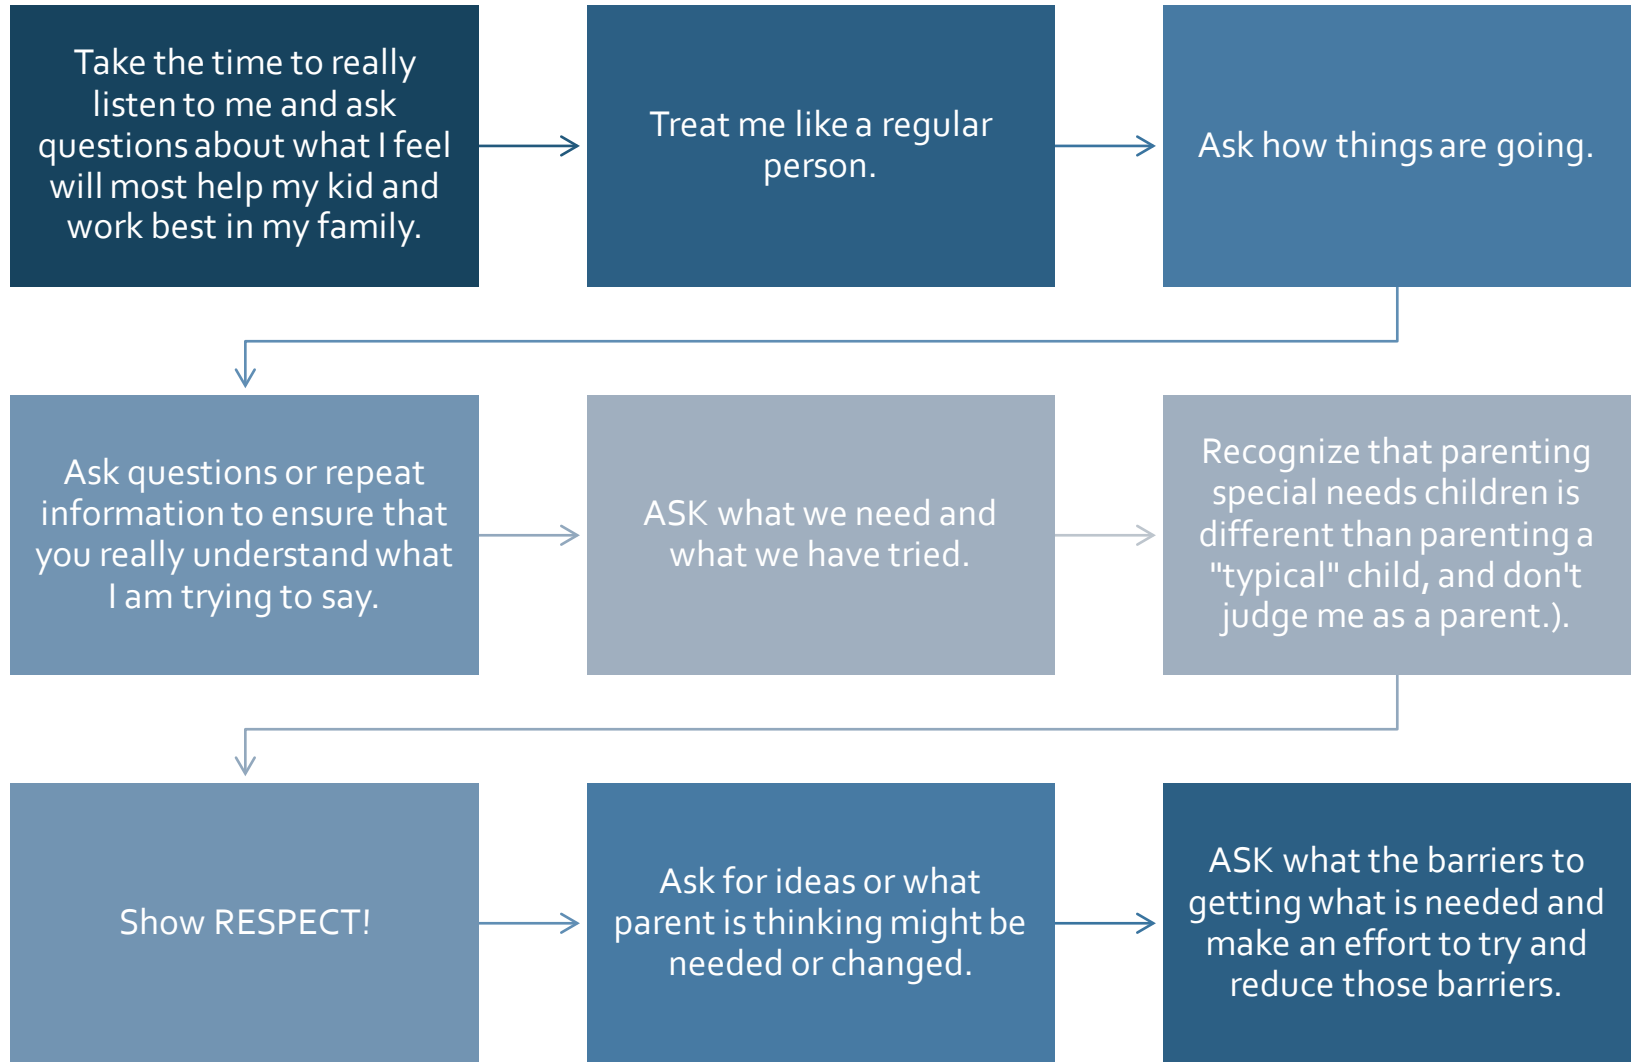 Take the time to really
listen to me and ask
questions about what I feel
will most help my kid and
work best in my family.
Treat me like a regular
person.
Ask how things are going.
Ask questions or repeat
information to ensure that
you really understand what
I am trying to say.
ASK what we need and
what we have tried.
Recognize that parenting
special needs children is
different than parenting a
"typical" child, and don't
judge me as a parent.).
Show RESPECT!
Ask for ideas or what
parent is thinking might be
needed or changed.
ASK what the barriers to
getting what is needed and
make an effort to try and
reduce those barriers.